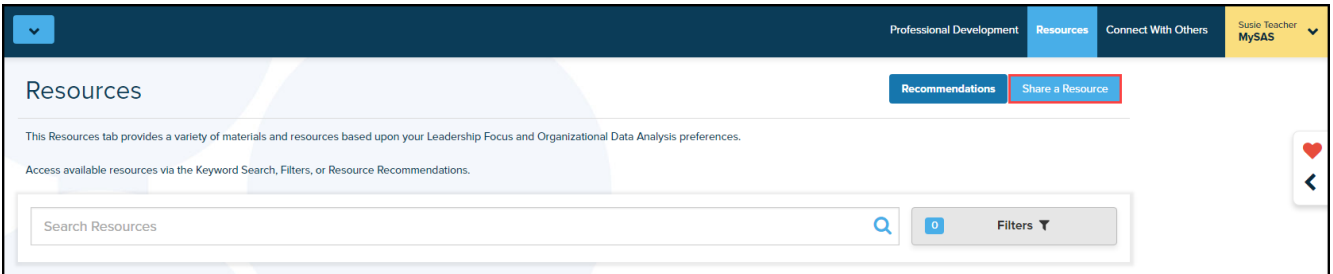 Professional Development Resources Connect With Others Susie Teacher
MySAS
Resources Recommendations Share a Resource
This Resources tab provides a variety of materials and resources based upon your Leadership Focus and Organizational Data Analysis preferences.
Access available resources via the Keyword Search, Filters, or Resource Recommendations.
Search Resources 0 Filters